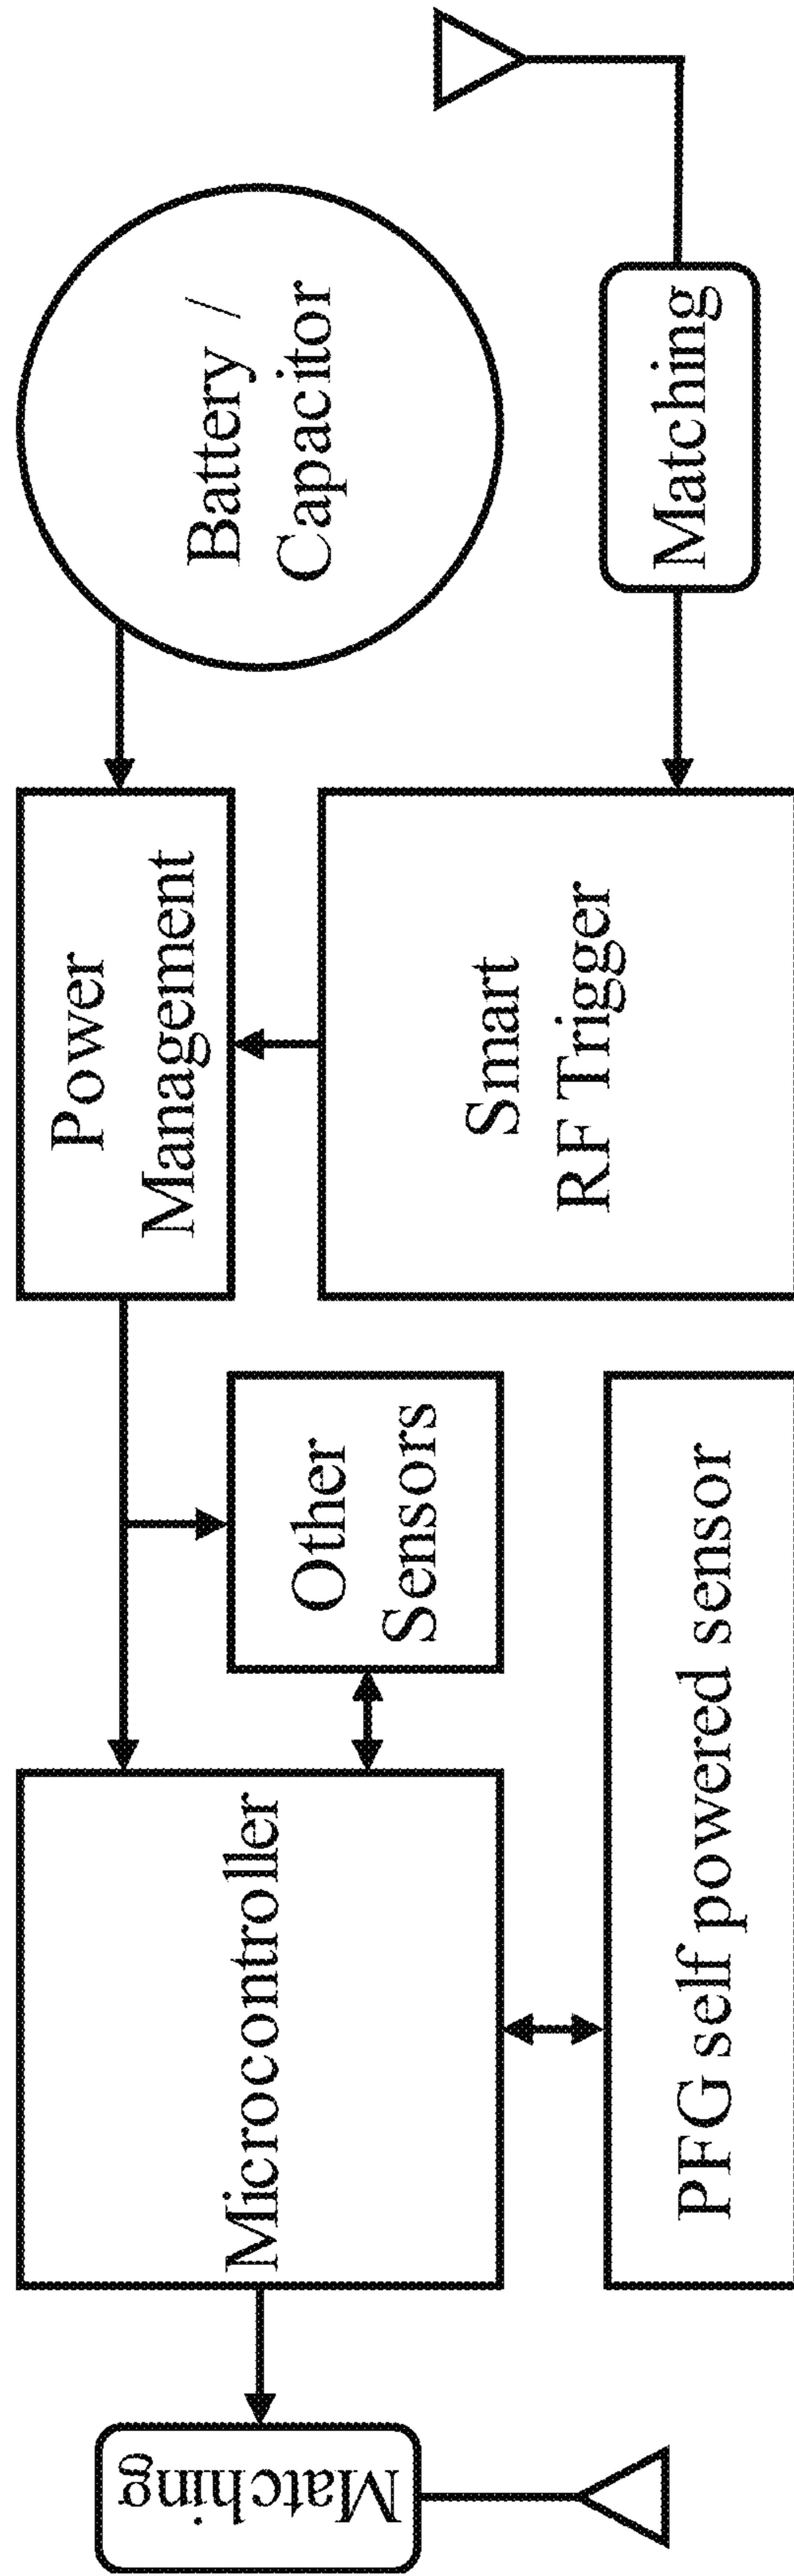 Matching
Microcontroller
Other
Sensors
PFG self powered sensor
Power
Management
Smart
RF Trigger
Battery /
Capacitor
Matching